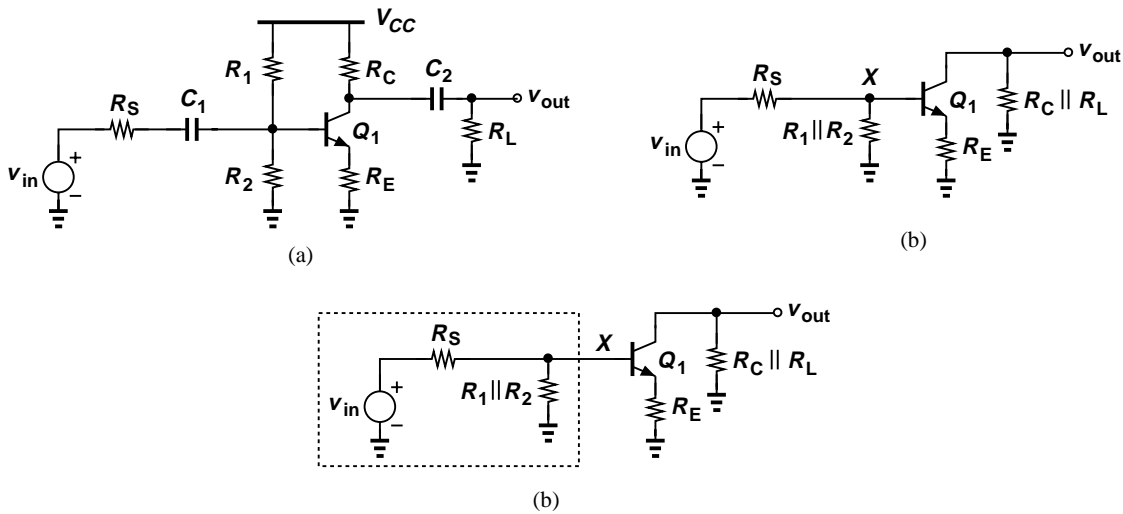 V_CC
R_1
R_C
C_2
v_out
R_S
C_1
Q_1
R_L
v_in
+
−
R_2
R_E
(a)
R_S
X
v_out
Q_1
R_C || R_L
v_in
+
−
R_1 || R_2
R_E
(b)
R_S
X
v_out
Q_1
R_C || R_L
v_in
+
−
R_1 || R_2
R_E
(b)